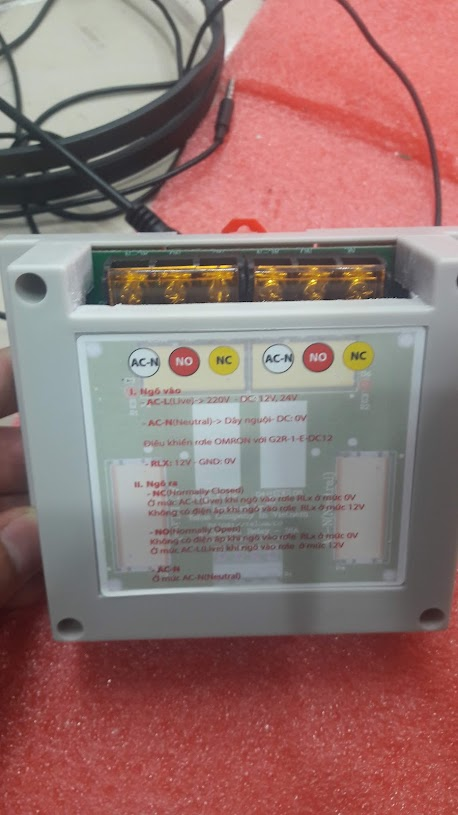 AC-N NO NC AC-N NO NC
I. Ngõ vào
- AC-L(Live)-> 220V - DC: 12V, 24V
- AC-N(Neutral)-> Dây nguội- DC: 0V
Điều khiển rơle OMRON với G2R-1-E-DC12
- RLX: 12V - GND: 0V
II. Ngõ ra
- NC(Normally Closed)
Ở mức AC-L(Live) khi ngõ vào rơle RLx ở mức 0V
Không có điện áp khi ngõ vào rơle RLx ở mức 12V
- NO(Normally Open)
Không có điện áp khi ngõ vào rơle RLx ở mức 0V
Ở mức AC-L(Live) khi ngõ vào rơle RLx ở mức 12V
- AC-N
Ở mức AC-N(Neutral)